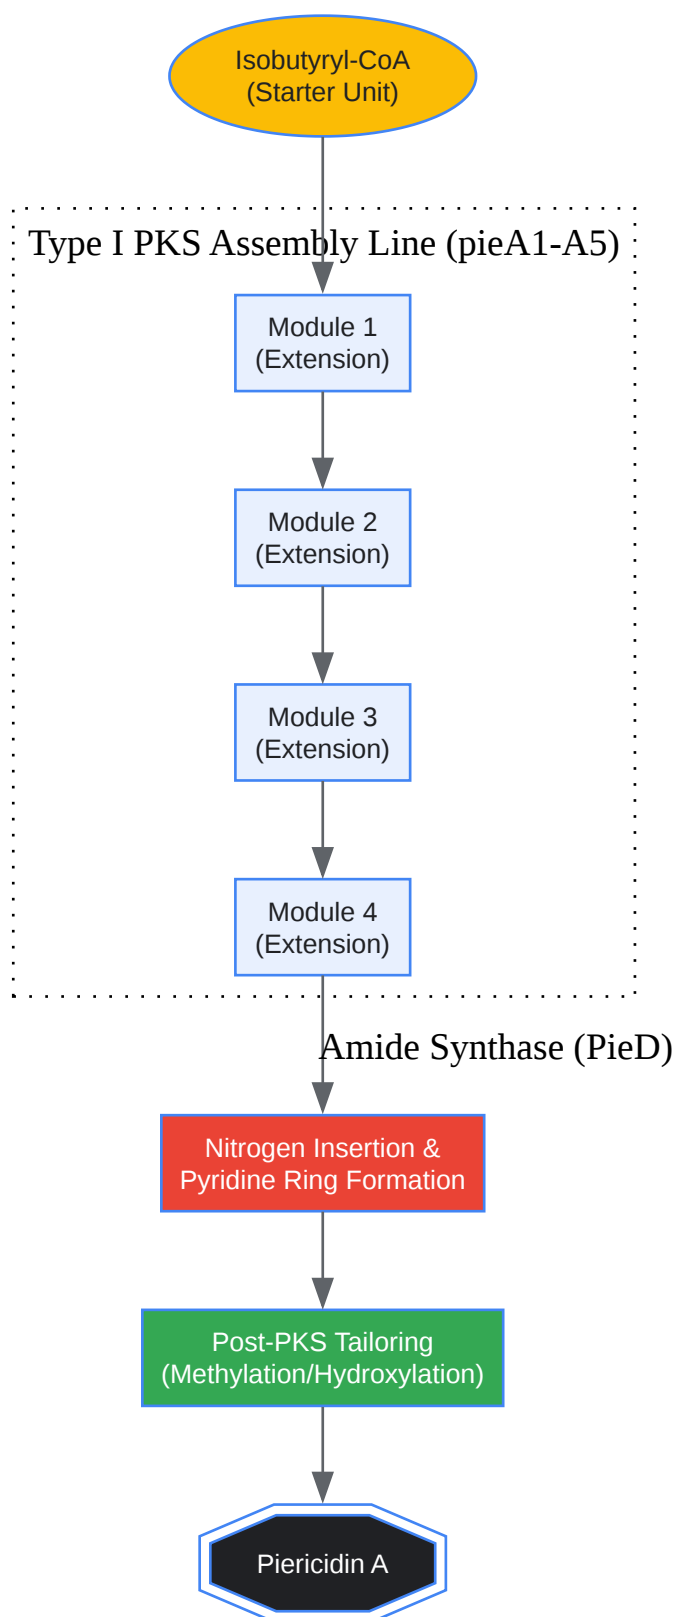 Isobutyryl-CoA
(Starter Unit)
Type I PKS Assembly Line (pieA1-A5)
Module 1
(Extension)
Module 2
(Extension)
Module 3
(Extension)
Module 4
(Extension)
Amide Synthase (PieD)
Nitrogen Insertion &
Pyridine Ring Formation
Post-PKS Tailoring
(Methylation/Hydroxylation)
Piericidin A